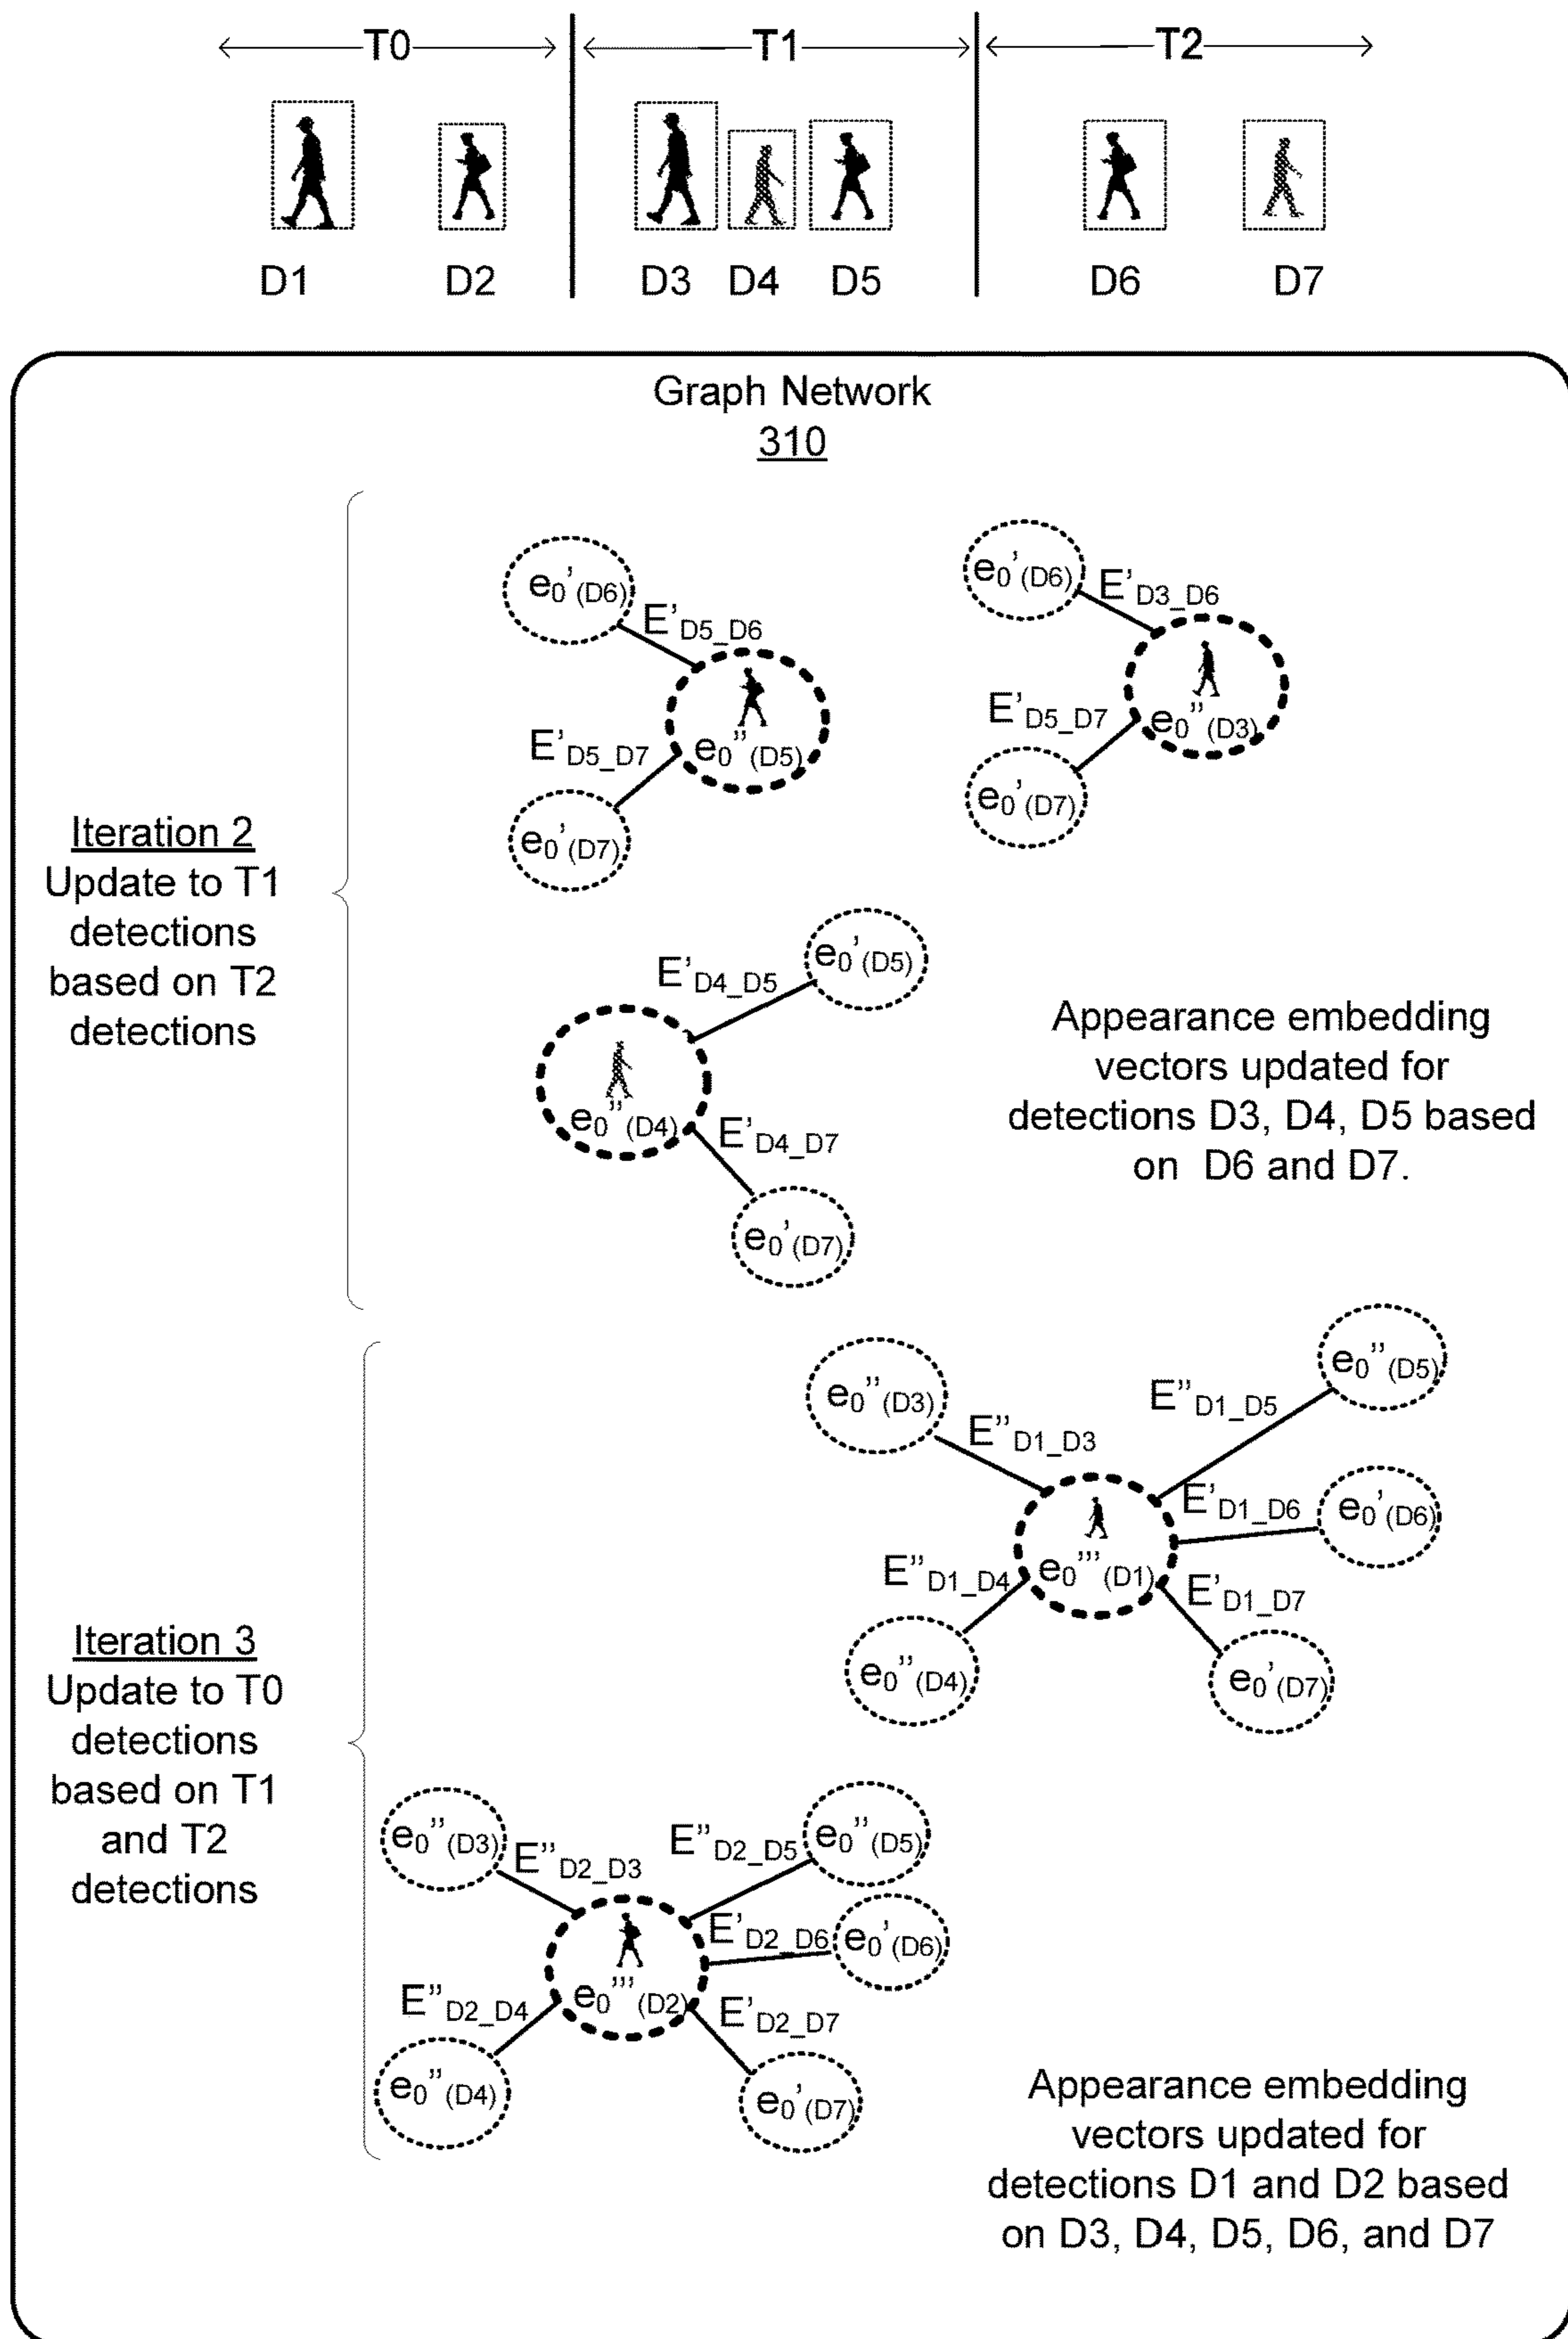 T0 T1 T2
D1 D2 D3 D4 D5 D6 D7
Graph Network
310
e0'(D6) E'D5_D6
e0''(D5)
E'D5_D7
e0'(D7)
e0'(D6) E'D3_D6
e0''(D3)
E'D5_D7
e0'(D7)
Iteration 2
Update to T1
detections
based on T2
detections
E'D4_D5 e0'(D5)
e0''(D4)
E'D4_D7
e0'(D7)
Appearance embedding
vectors updated for
detections D3, D4, D5 based
on D6 and D7.
e0''(D3) E''D1_D3
E''D1_D5 e0''(D5)
E'D1_D6 e0'(D6)
e0'''(D1)
E''D1_D4
E'D1_D7
e0''(D4)
e0'(D7)
Iteration 3
Update to T0
detections
based on T1
and T2
detections
e0''(D3) E''D2_D3
E''D2_D5 e0''(D5)
E'D2_D6 e0'(D6)
e0'''(D2)
E''D2_D4
E'D2_D7
e0''(D4)
e0'(D7)
Appearance embedding
vectors updated for
detections D1 and D2 based
on D3, D4, D5, D6, and D7